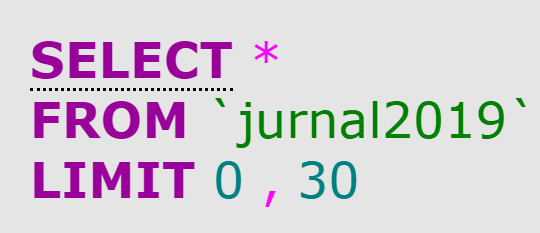 SELECT *
FROM `jurnal2019`
LIMIT 0 , 30